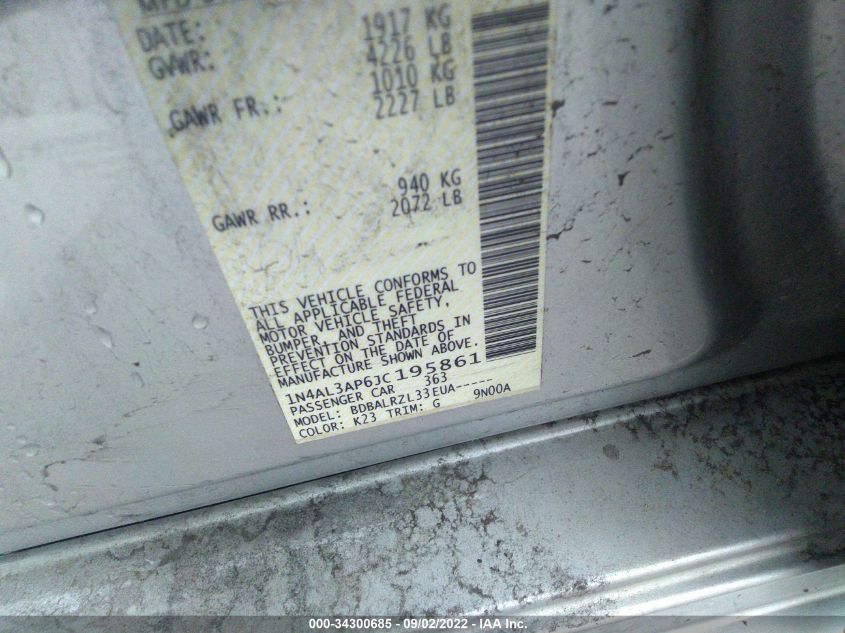 MFD
DATE:
1917 KG
GVWR: 4226 LB
1010 KG
GAWR FR.: 2227 LB
940 KG
GAWR RR.: 2072 LB
THIS VEHICLE CONFORMS TO
ALL APPLICABLE FEDERAL
MOTOR VEHICLE SAFETY,
BUMPER, AND THEFT
PREVENTION STANDARDS IN
EFFECT ON THE DATE OF
MANUFACTURE SHOWN ABOVE.
1N4AL3AP6JC195861
PASSENGER CAR 363
MODEL: BDBALRZL33EUA-----
COLOR: K23 TRIM: G 9N00A
000-34300685 - 09/02/2022 - IAA Inc.